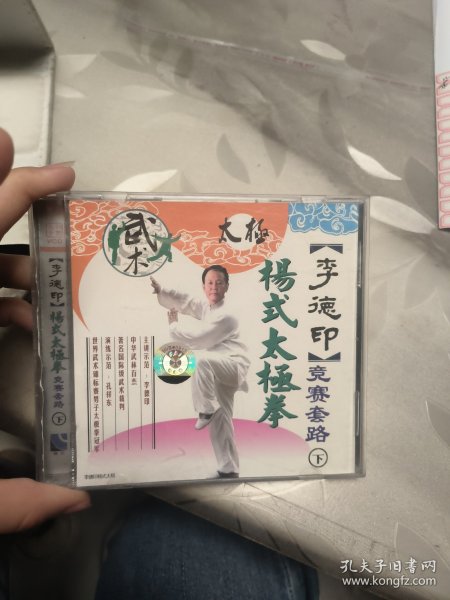 VCD
【李德印】楊式太極拳竞赛套路 下
武术
太極
【李德印】
楊式太極拳
竞赛套路
下
主讲示范·李德印
中华武林百杰
著名国际级武术裁判
演练示范·孔祥东
世界武术锦标赛男子太极拳冠军
孔夫子旧书网
www.kongfz.com